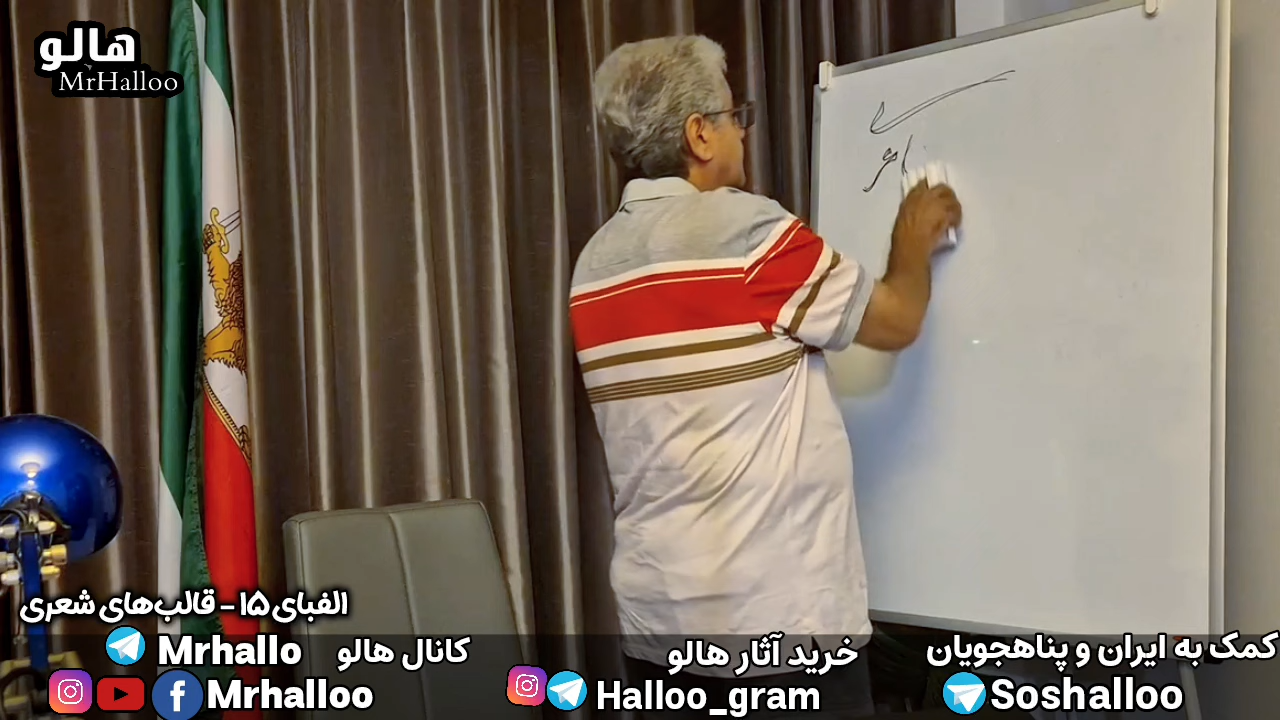 هالو
MrHalloo
الفبای ۱۵ - قالب‌های شعری
Mrhallo کانال هالو
Mrhalloo
خرید آثار هالو
Halloo_gram
کمک به ایران و پناهجویان
Soshalloo